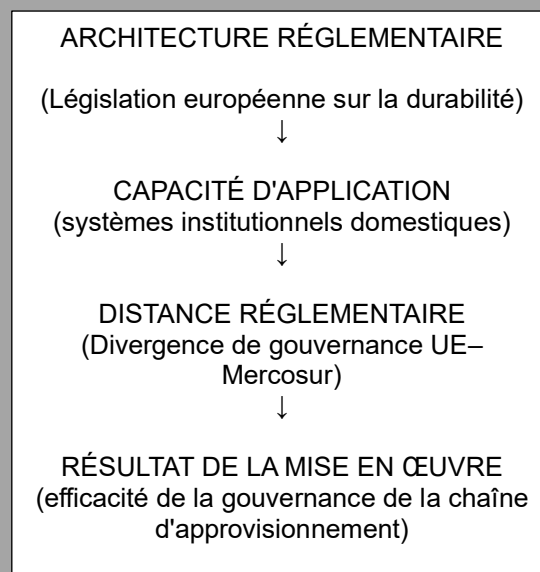 ARCHITECTURE RÉGLEMENTAIRE
(Législation européenne sur la durabilité)
↓
CAPACITÉ D'APPLICATION
(systèmes institutionnels domestiques)
↓
DISTANCE RÉGLEMENTAIRE
(Divergence de gouvernance UE–
Mercosur)
↓
RÉSULTAT DE LA MISE EN ŒUVRE
(efficacité de la gouvernance de la chaîne
d'approvisionnement)